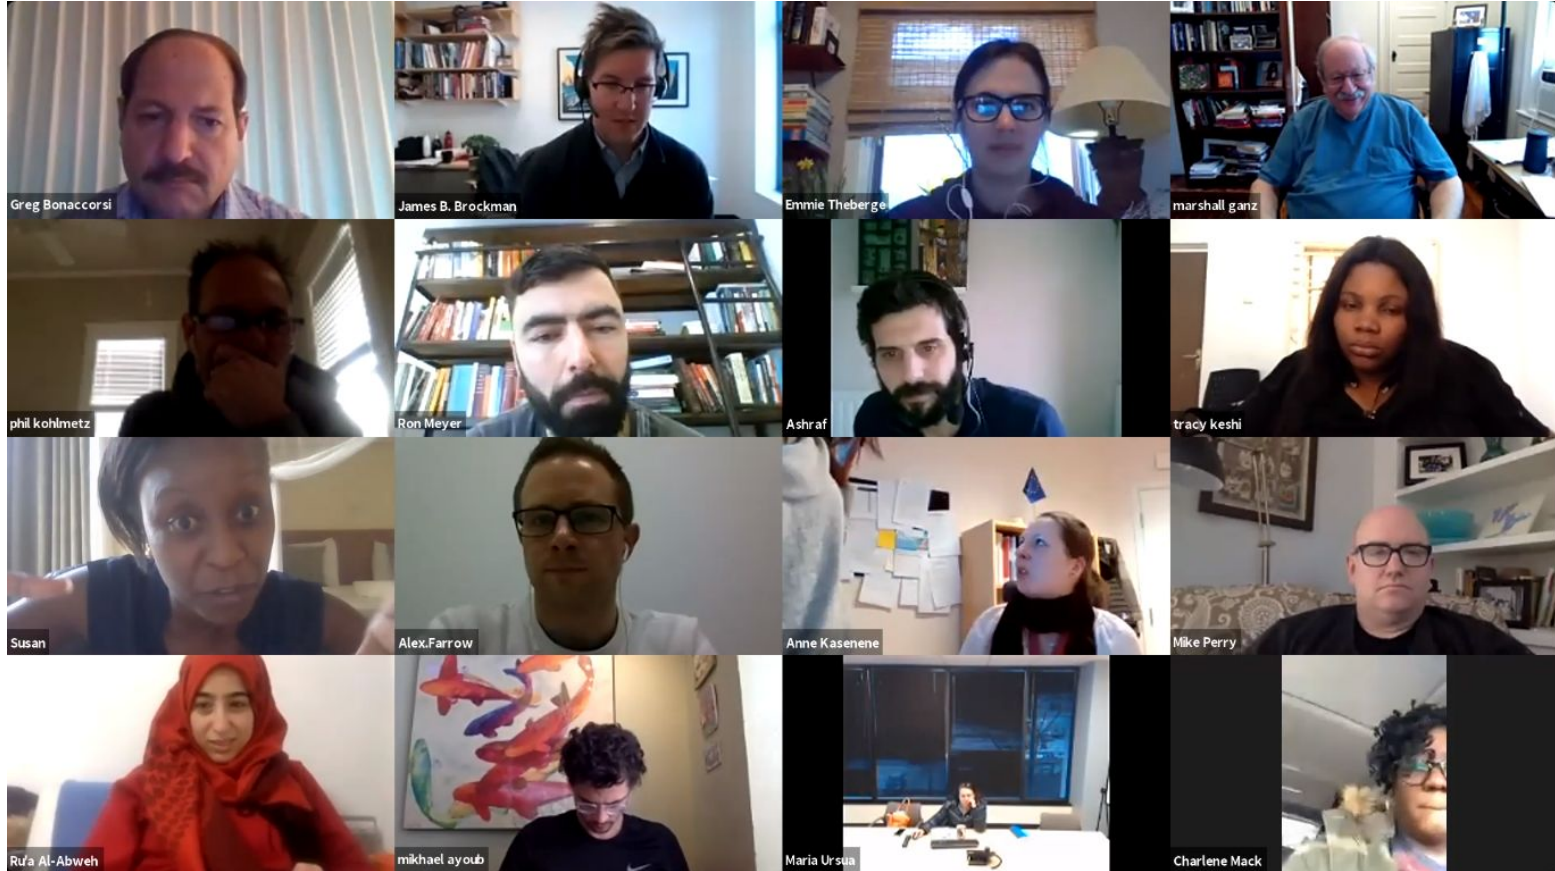 Greg Bonaccorsi
James B. Brockman
Emmie Theberge
marshall ganz
phil kohlmetz
Ron Meyer
Ashraf
tracy keshi
Susan
Alex.Farrow
Anne Kasenene
Mike Perry
Ru'a Al-Abweh
mikhael ayoub
Maria Ursua
Charlene Mack